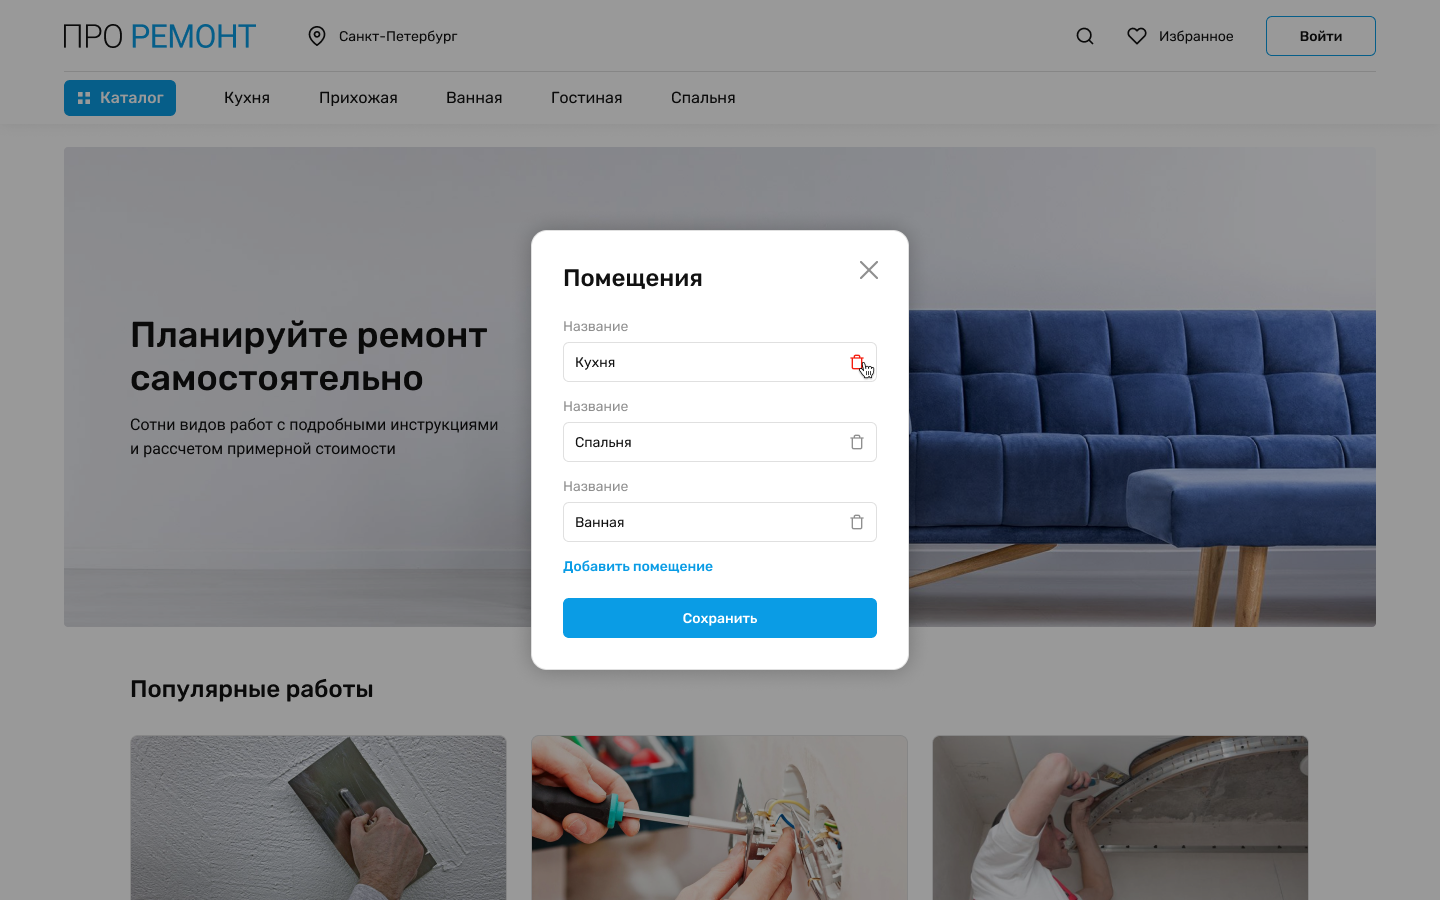 ПРО РЕМОНТ
Санкт-Петербург
Избранное
Войти
Каталог
Кухня
Прихожая
Ванная
Гостиная
Спальня
Планируйте ремонт
самостоятельно
Сотни видов работ с подробными инструкциями
и рассчетом примерной стоимости
Помещения
Название
Кухня
Название
Спальня
Название
Ванная
Добавить помещение
Сохранить
Популярные работы